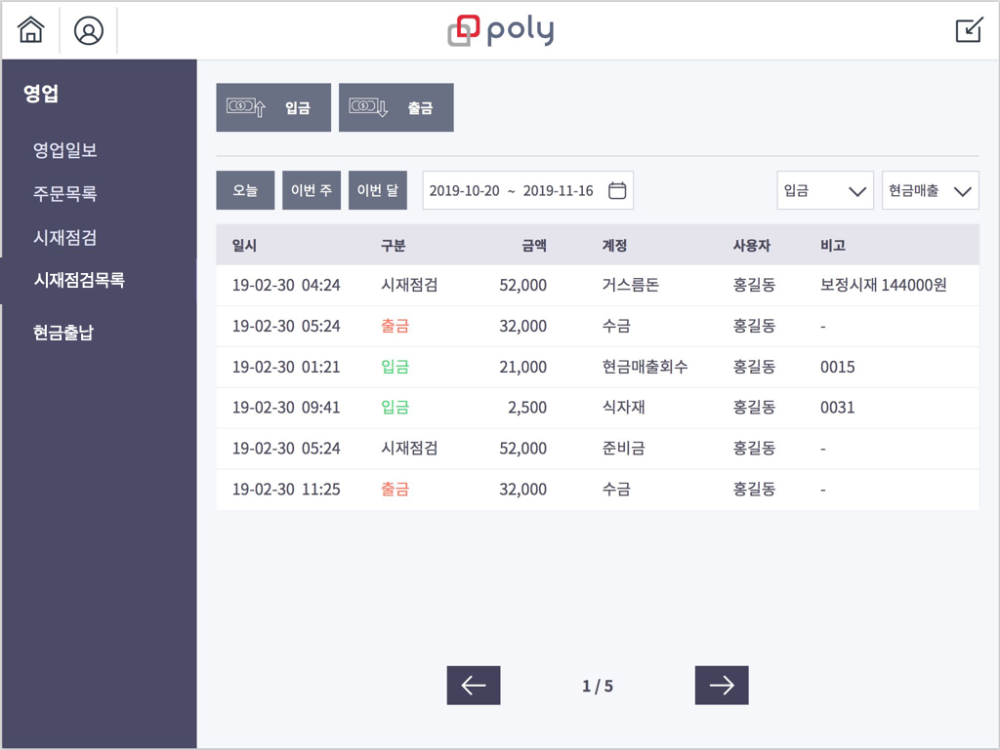 poly
영업
영업일보
주문목록
시재점검
시재점검목록
현금출납
입금 출금
오늘 이번 주 이번 달 2019-10-20 ~ 2019-11-16 입금 현금매출
일시 구분 금액 계정 사용자 비고
19-02-30 04:24 시재점검 52,000 거스름돈 홍길동 보정시재 144000원
19-02-30 05:24 출금 32,000 수금 홍길동 -
19-02-30 01:21 입금 21,000 현금매출회수 홍길동 0015
19-02-30 09:41 입금 2,500 식자재 홍길동 0031
19-02-30 05:24 시재점검 52,000 준비금 홍길동 -
19-02-30 11:25 출금 32,000 수금 홍길동 -
1 / 5